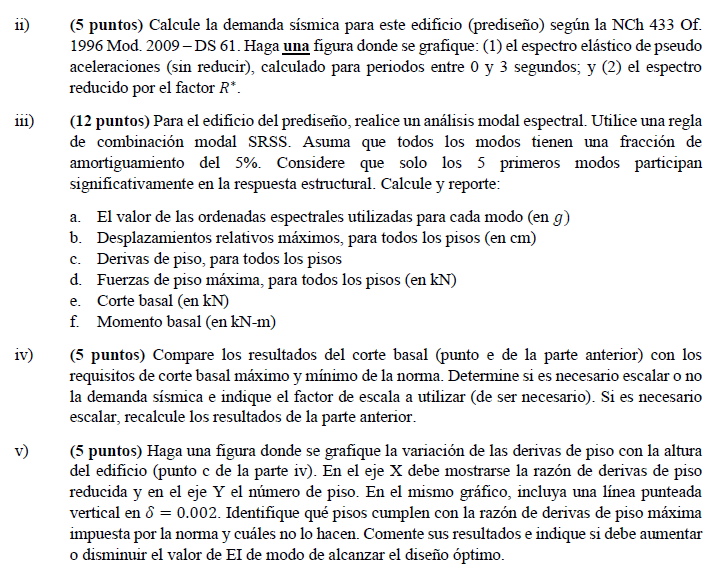 ii) (5 puntos) Calcule la demanda sísmica para este edificio (prediseño) según la NCh 433 Of.
1996 Mod. 2009 – DS 61. Haga una figura donde se grafique: (1) el espectro elástico de pseudo
aceleraciones (sin reducir), calculado para periodos entre 0 y 3 segundos; y (2) el espectro
reducido por el factor R*.
iii) (12 puntos) Para el edificio del prediseño, realice un análisis modal espectral. Utilice una regla
de combinación modal SRSS. Asuma que todos los modos tienen una fracción de
amortiguamiento del 5%. Considere que solo los 5 primeros modos participan
significativamente en la respuesta estructural. Calcule y reporte:
a. El valor de las ordenadas espectrales utilizadas para cada modo (en g)
b. Desplazamientos relativos máximos, para todos los pisos (en cm)
c. Derivas de piso, para todos los pisos
d. Fuerzas de piso máxima, para todos los pisos (en kN)
e. Corte basal (en kN)
f. Momento basal (en kN-m)
iv) (5 puntos) Compare los resultados del corte basal (punto e de la parte anterior) con los
requisitos de corte basal máximo y mínimo de la norma. Determine si es necesario escalar o no
la demanda sísmica e indique el factor de escala a utilizar (de ser necesario). Si es necesario
escalar, recalcule los resultados de la parte anterior.
v) (5 puntos) Haga una figura donde se grafique la variación de las derivas de piso con la altura
del edificio (punto c de la parte iv). En el eje X debe mostrarse la razón de derivas de piso
reducida y en el eje Y el número de piso. En el mismo gráfico, incluya una línea punteada
vertical en δ = 0.002. Identifique qué pisos cumplen con la razón de derivas de piso máxima
impuesta por la norma y cuáles no lo hacen. Comente sus resultados e indique si debe aumentar
o disminuir el valor de EI de modo de alcanzar el diseño óptimo.